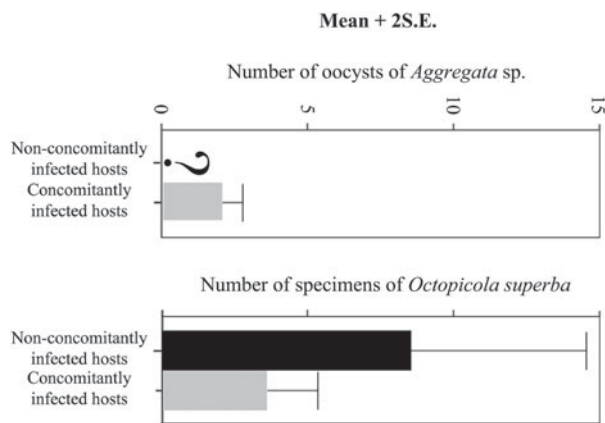 Mean + 2S.E.
Number of oocysts of Aggregata sp.
0 5 10 15
Non-concomitantly
infected hosts
?
Concomitantly
infected hosts
Number of specimens of Octopicola superba
Non-concomitantly
infected hosts
Concomitantly
infected hosts